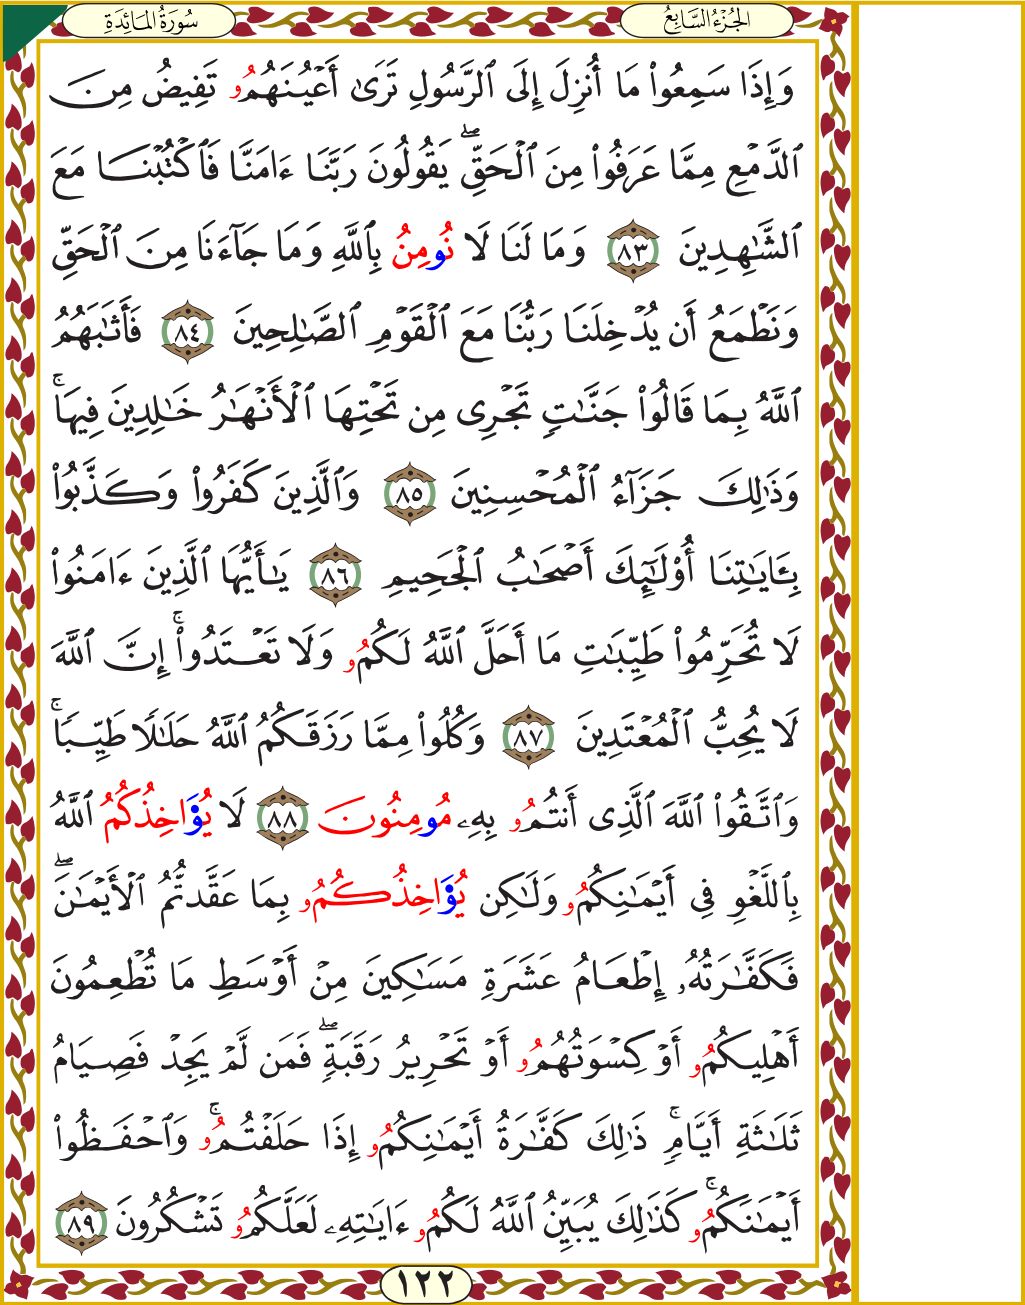 الجُزْءُ السَّابِعُ
سُورَةُ المَائِدَةِ
وَإِذَا سَمِعُواْ مَا أُنزِلَ إِلَى ٱلرَّسُولِ تَرَىٰ أَعْيُنَهُمُۥ تَفِيضُ مِنَ
ٱلدَّمْعِ مِمَّا عَرَفُواْ مِنَ ٱلْحَقِّۖ يَقُولُونَ رَبَّنَا ءَامَنَّا فَٱكْتُبْنَا مَعَ
ٱلشَّٰهِدِينَ ٨٣ وَمَا لَنَا لَا نُومِنُ بِٱللَّهِ وَمَا جَآءَنَا مِنَ ٱلْحَقِّ
وَنَطْمَعُ أَن يُدْخِلَنَا رَبُّنَا مَعَ ٱلْقَوْمِ ٱلصَّٰلِحِينَ ٨٤ فَأَثَٰبَهُمُ
ٱللَّهُ بِمَا قَالُواْ جَنَّٰتٍ تَجْرِى مِن تَحْتِهَا ٱلْأَنْهَٰرُ خَٰلِدِينَ فِيهَاۚ
وَذَٰلِكَ جَزَآءُ ٱلْمُحْسِنِينَ ٨٥ وَٱلَّذِينَ كَفَرُواْ وَكَذَّبُواْ
بِـَٔايَٰتِنَا أُوْلَٰٓئِكَ أَصْحَٰبُ ٱلْجَحِيمِ ٨٦ يَٰأَيُّهَا ٱلَّذِينَ ءَامَنُواْ
لَا تُحَرِّمُواْ طَيِّبَٰتِ مَا أَحَلَّ ٱللَّهُ لَكُمُۥ وَلَا تَعْتَدُواْۚ إِنَّ ٱللَّهَ
لَا يُحِبُّ ٱلْمُعْتَدِينَ ٨٧ وَكُلُواْ مِمَّا رَزَقَكُمُ ٱللَّهُ حَلَٰلًا طَيِّبًاۚ
وَٱتَّقُواْ ٱللَّهَ ٱلَّذِى أَنتُمُۥ بِهِۦ مُومِنُونَ ٨٨ لَا يُؤَاخِذُكُمُ ٱللَّهُ
بِٱللَّغْوِ فِى أَيْمَٰنِكُمُۥ وَلَٰكِن يُؤَاخِذُكُمُۥ بِمَا عَقَّدتُّمُ ٱلْأَيْمَٰنَۖ
فَكَفَّٰرَتُهُۥ إِطْعَامُ عَشَرَةِ مَسَٰكِينَ مِنْ أَوْسَطِ مَا تُطْعِمُونَ
أَهْلِيكُمُۥ أَوْ كِسْوَتُهُمُۥ أَوْ تَحْرِيرُ رَقَبَةٍۖ فَمَن لَّمْ يَجِدْ فَصِيَامُ
ثَلَٰثَةِ أَيَّامٍۚ ذَٰلِكَ كَفَّٰرَةُ أَيْمَٰنِكُمُۥ إِذَا حَلَفْتُمُۥۚ وَٱحْفَظُواْ
أَيْمَٰنَكُمُۥۚ كَذَٰلِكَ يُبَيِّنُ ٱللَّهُ لَكُمُۥ ءَايَٰتِهِۦ لَعَلَّكُمُۥ تَشْكُرُونَ ٨٩
١٢٢